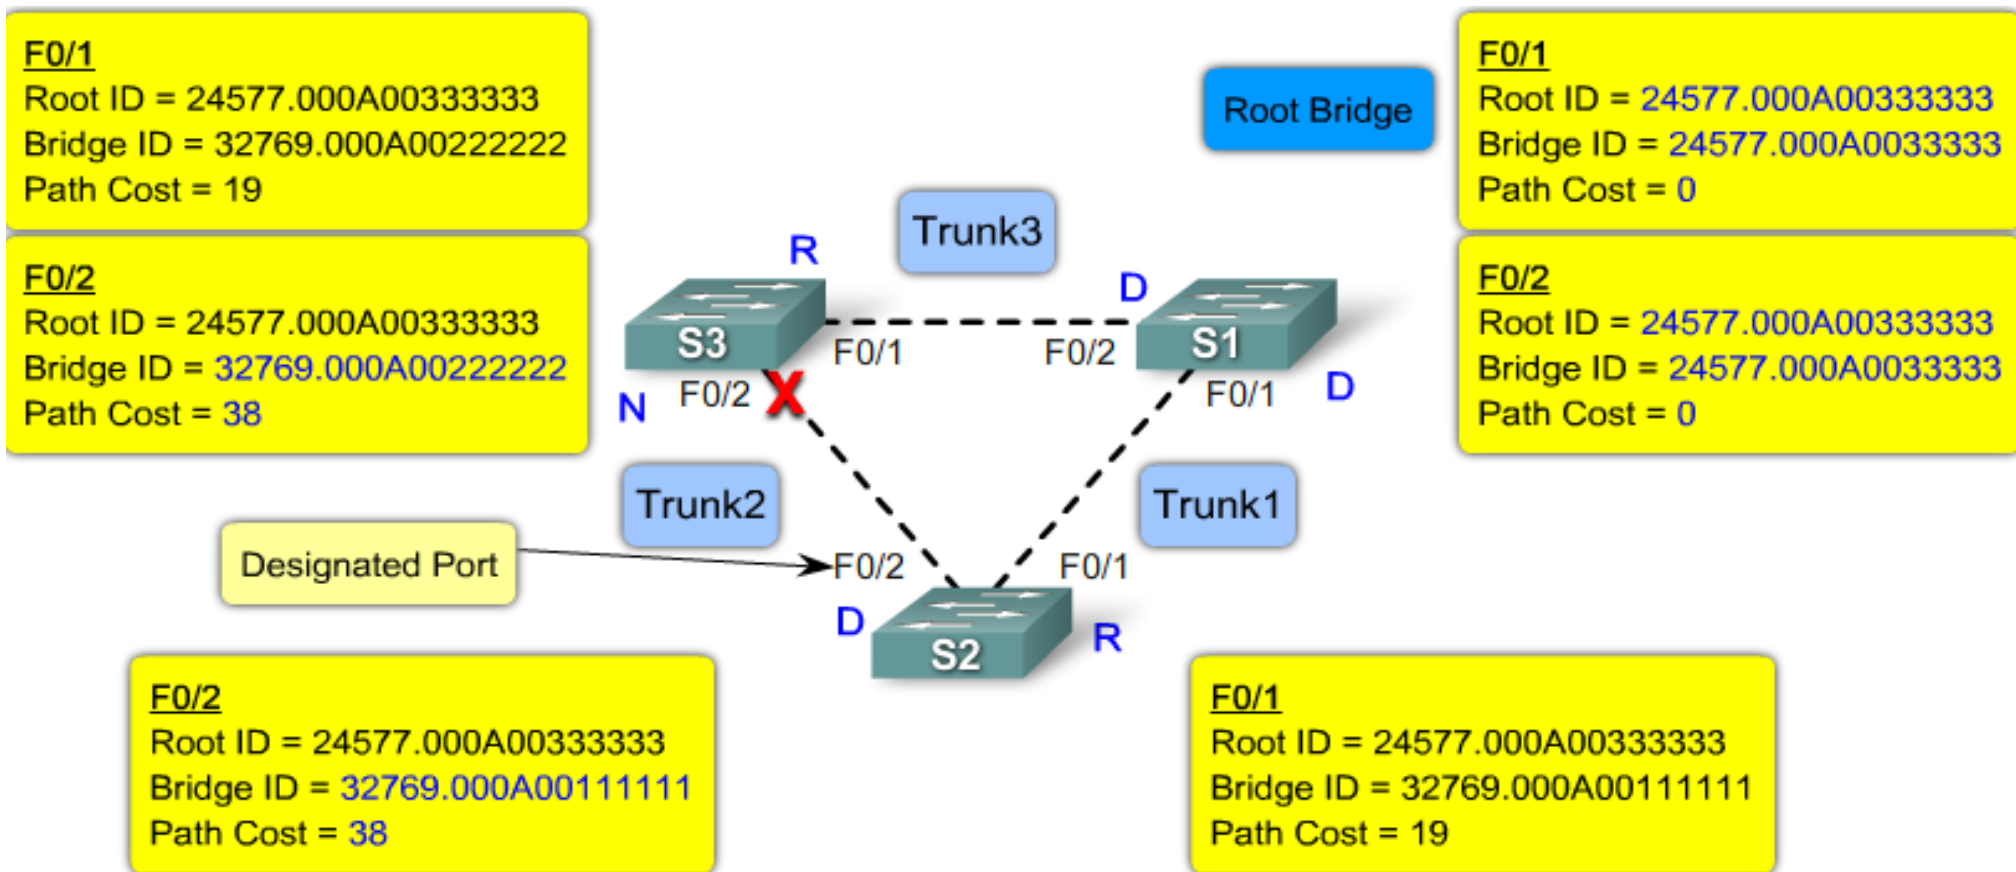 F0/1
Root ID = 24577.000A00333333
Bridge ID = 32769.000A00222222
Path Cost = 19
F0/2
Root ID = 24577.000A00333333
Bridge ID = 32769.000A00222222
Path Cost = 38
Root Bridge
F0/1
Root ID = 24577.000A00333333
Bridge ID = 24577.000A0033333
Path Cost = 0
F0/2
Root ID = 24577.000A00333333
Bridge ID = 24577.000A0033333
Path Cost = 0
Trunk3
R
D
S3
F0/1
F0/2
S1
N
F0/2
X
F0/1
D
Trunk2
Trunk1
Designated Port
F0/2
F0/1
D
S2
R
F0/2
Root ID = 24577.000A00333333
Bridge ID = 32769.000A00111111
Path Cost = 38
F0/1
Root ID = 24577.000A00333333
Bridge ID = 32769.000A00111111
Path Cost = 19